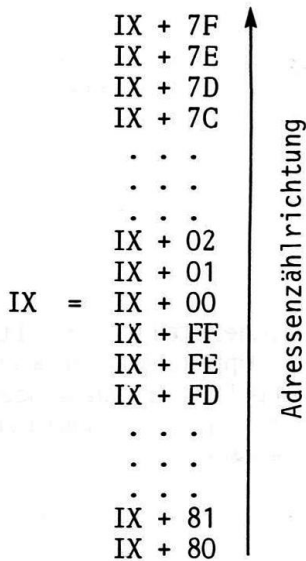 IX + 7F
IX + 7E
IX + 7D
IX + 7C
. . .
. . .
. . .
IX + 02
IX + 01
IX = IX + 00
IX + FF
IX + FE
IX + FD
. . .
. . .
. . .
IX + 81
IX + 80
Adressenzählrichtung